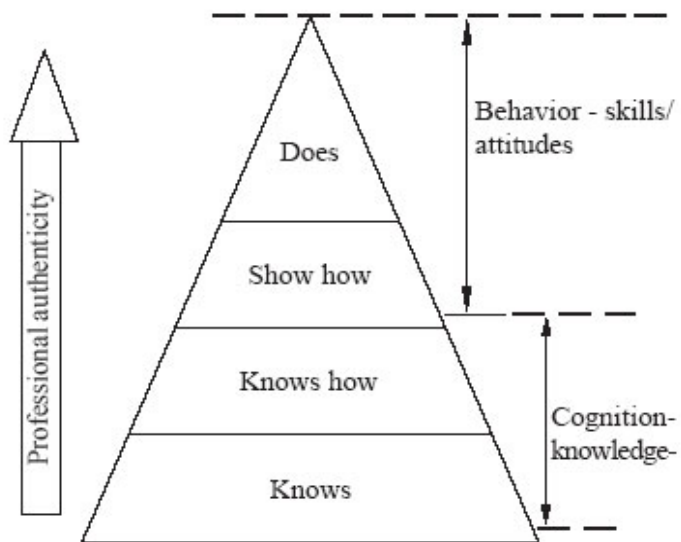 Professional authenticity
Does
Show how
Knows how
Knows
Behavior - skills/
attitudes
Cognition-
knowledge-